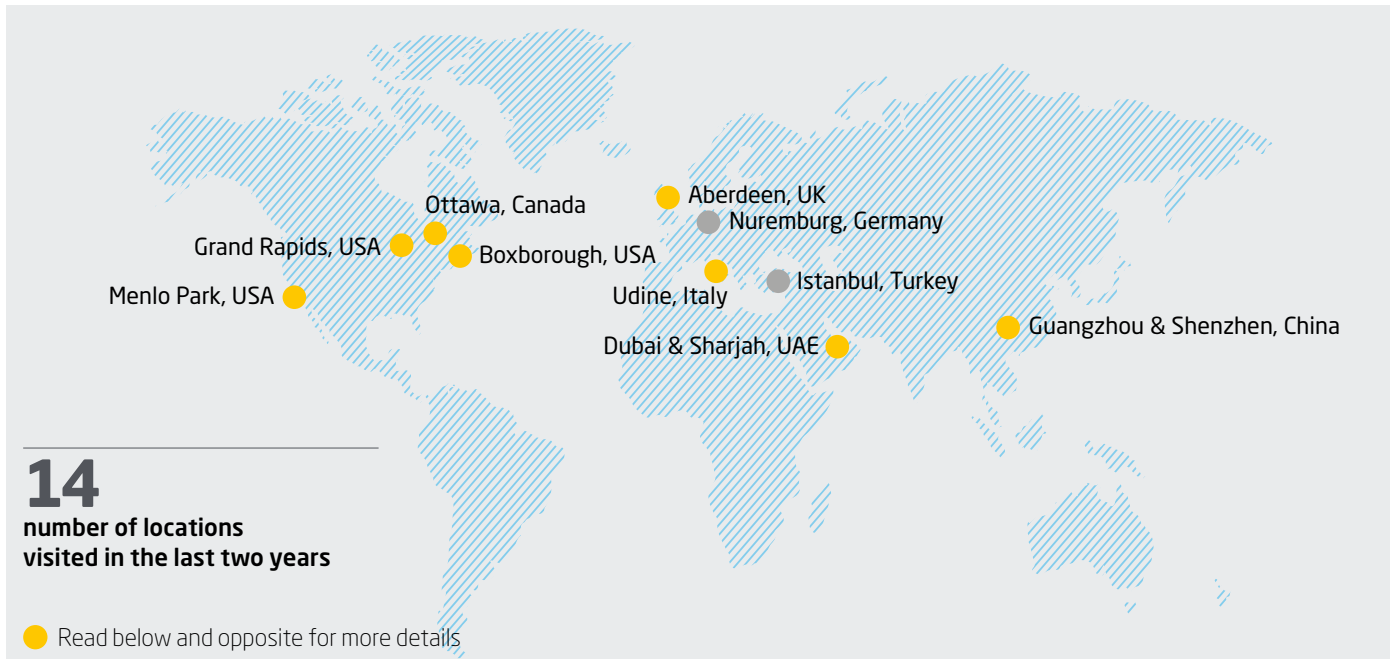 Aberdeen, UK
Ottawa, Canada
Nuremburg, Germany
Grand Rapids, USA
Boxborough, USA
Menlo Park, USA
Udine, Italy
Istanbul, Turkey
Guangzhou & Shenzhen, China
Dubai & Sharjah, UAE
14
number of locations
visited in the last two years
Read below and opposite for more details